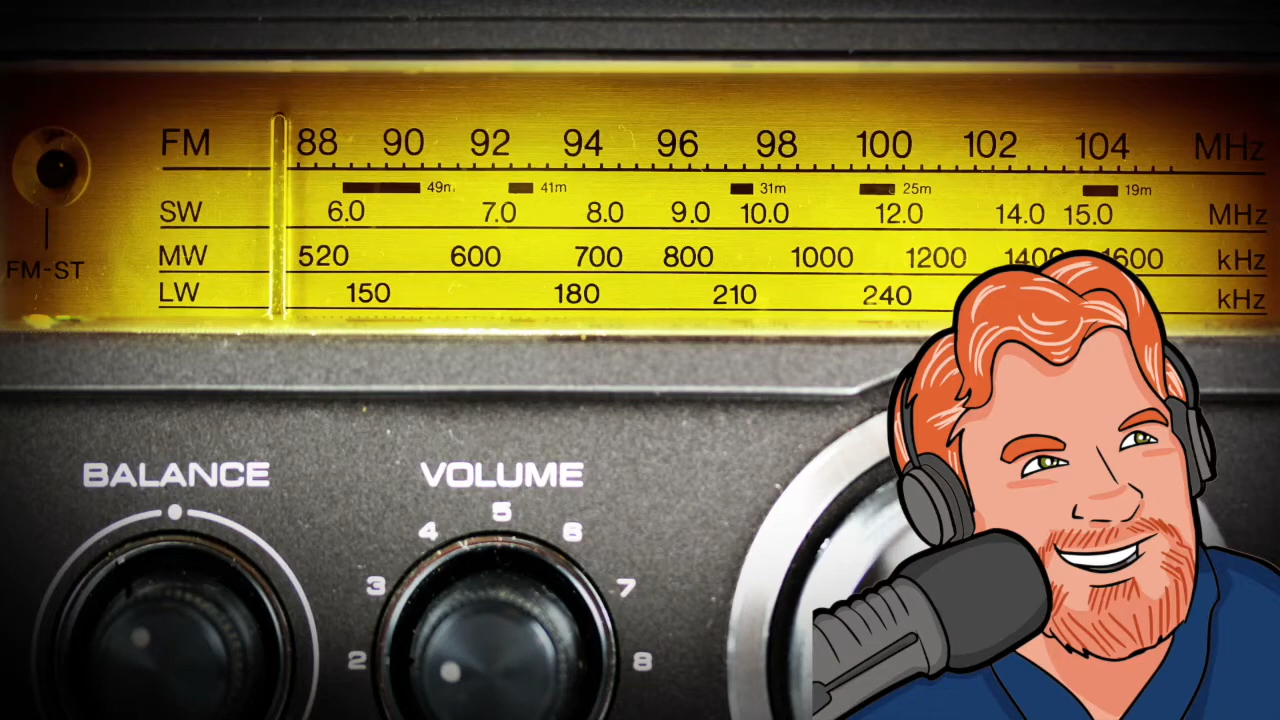 FM 88 90 92 94 96 98 100 102 104 MHz
49m 41m 31m 25m 19m
SW 6.0 7.0 8.0 9.0 10.0 12.0 14.0 15.0 MHz
MW 520 600 700 800 1000 1200 1400 1600 kHz
FM-ST
LW 150 180 210 240 kHz
BALANCE VOLUME
2 3 4 5 6 7 8